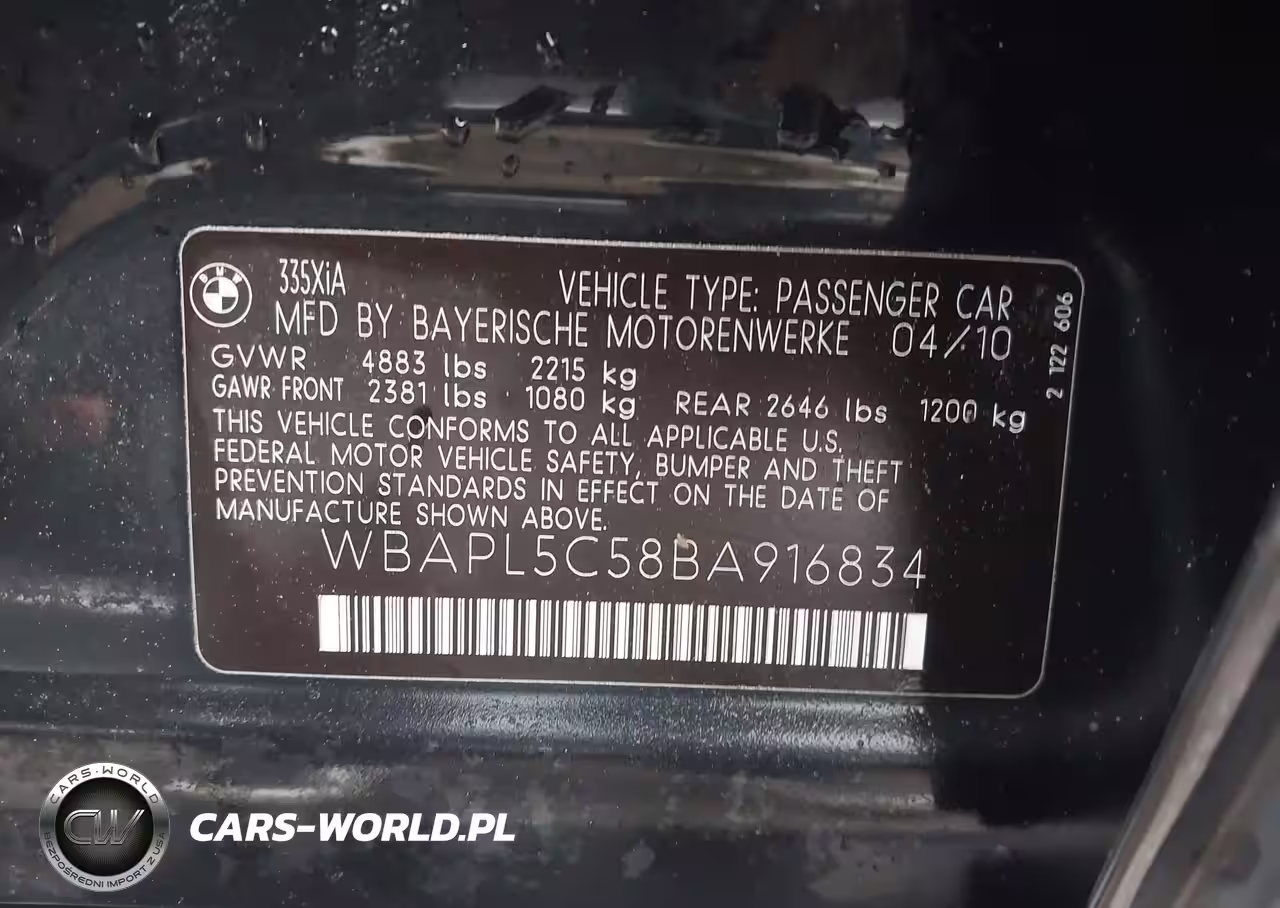 BMW
335XiA
VEHICLE TYPE: PASSENGER CAR
MFD BY BAYERISCHE MOTORENWERKE 04/10
GVWR 4883 lbs 2215 kg
GAWR FRONT 2381 lbs 1080 kg REAR 2646 lbs 1200 kg
THIS VEHICLE CONFORMS TO ALL APPLICABLE U.S.
FEDERAL MOTOR VEHICLE SAFETY, BUMPER AND THEFT
PREVENTION STANDARDS IN EFFECT ON THE DATE OF
MANUFACTURE SHOWN ABOVE.
WBAPL5C58BA916834
2 122 606
CARS-WORLD
CW
BEZPOŚREDNI IMPORT Z USA
CARS-WORLD.PL